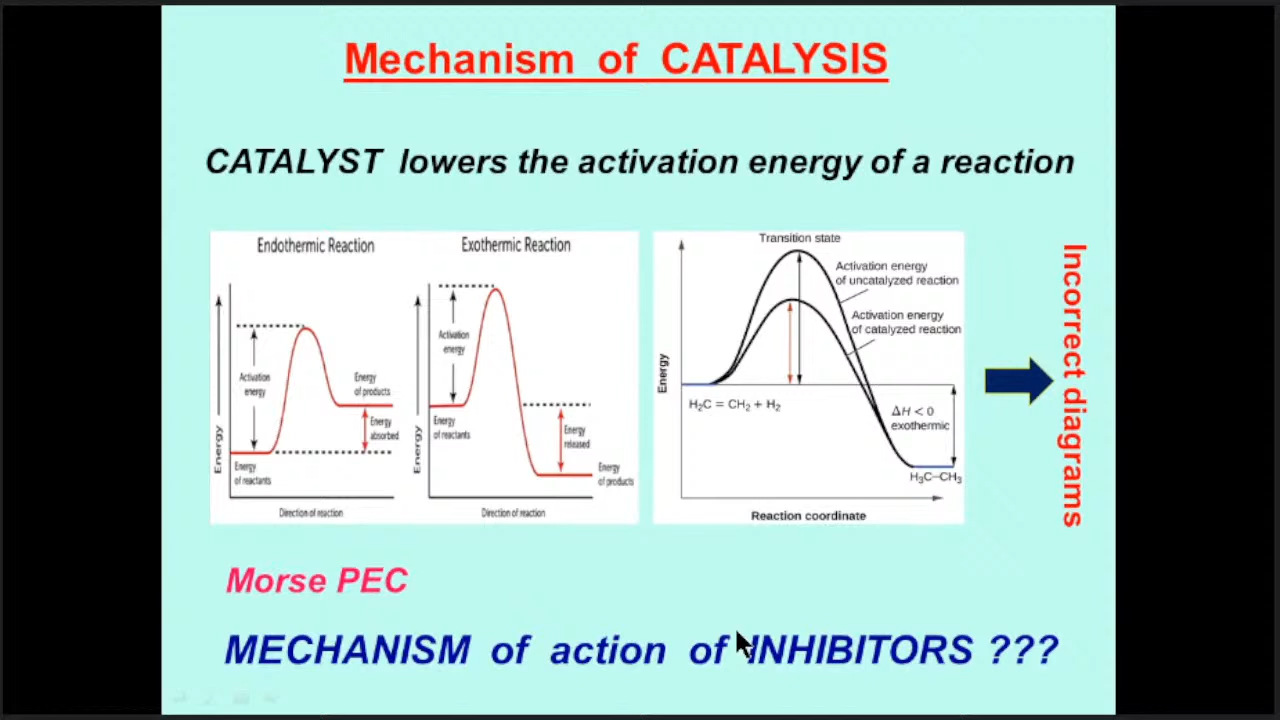 Mechanism of CATALYSIS
CATALYST lowers the activation energy of a reaction
Endothermic Reaction
Energy
Activation
energy
Energy
of products
Energy
absorbed
Energy
of reactants
Direction of reaction
Exothermic Reaction
Energy
Activation
energy
Energy
of reactants
Energy
released
Energy
of products
Direction of reaction
Transition state
Activation energy
of uncatalyzed reaction
Activation energy
of catalyzed reaction
Energy
H₂C = CH₂ + H₂
ΔH < 0
exothermic
H₃C–CH₃
Reaction coordinate
Incorrect diagrams
Morse PEC
MECHANISM of action of INHIBITORS ???